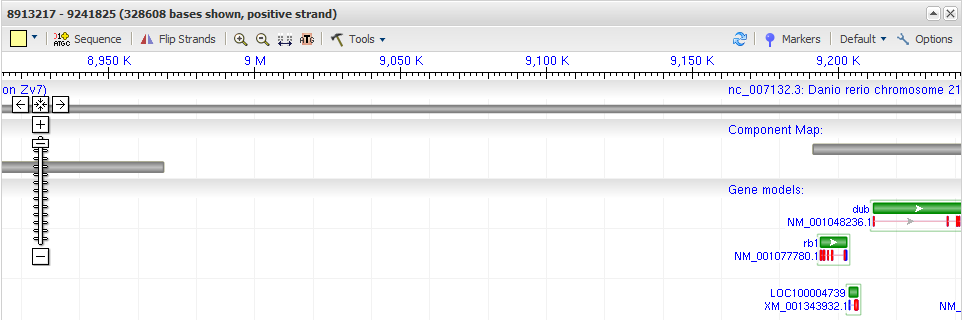 8913217 - 9241825 (328608 bases shown, positive strand)
Sequence Flip Strands Tools Markers Default Options
8,950 K 9 M 9,050 K 9,100 K 9,150 K 9,200 K
on Zv7) nc_007132.3: Danio rerio chromosome 21
Component Map:
Gene models:
dub
NM_001048236.1
rb1
NM_001077780.1
LOC100004739
XM_001343932.1 NM_